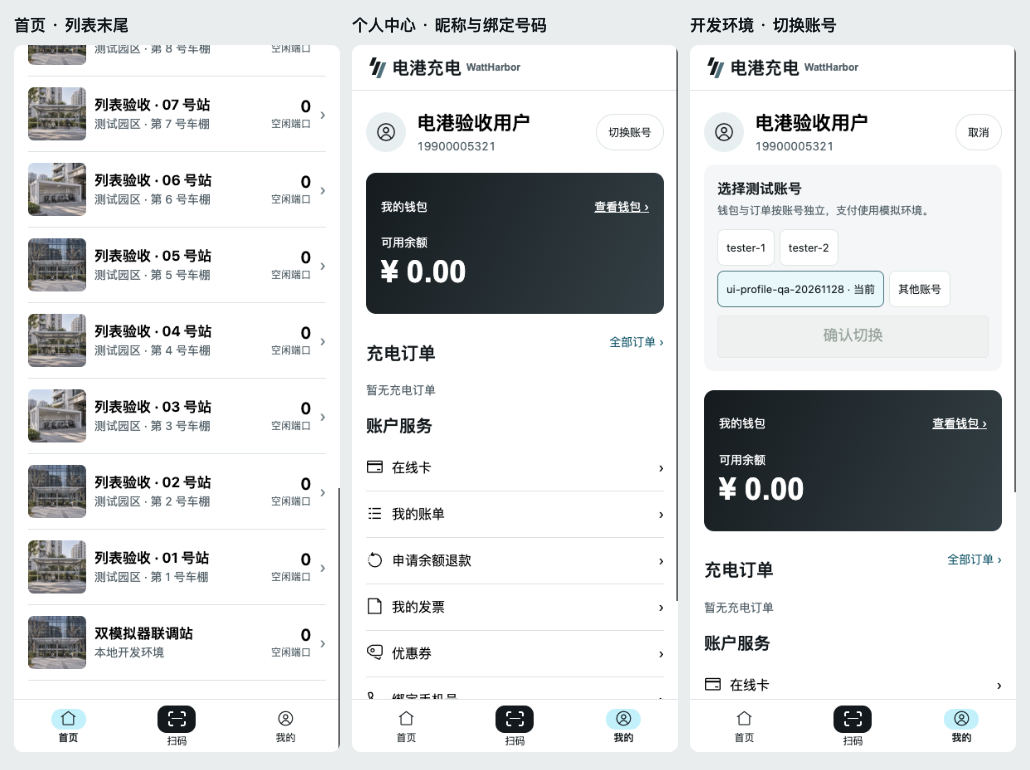 首页 · 列表末尾
测试园区 · 第 8 号车棚
空闲端口
列表验收 · 07 号站
测试园区 · 第 7 号车棚
0
空闲端口 ›
列表验收 · 06 号站
测试园区 · 第 6 号车棚
0
空闲端口 ›
列表验收 · 05 号站
测试园区 · 第 5 号车棚
0
空闲端口 ›
列表验收 · 04 号站
测试园区 · 第 4 号车棚
0
空闲端口 ›
列表验收 · 03 号站
测试园区 · 第 3 号车棚
0
空闲端口 ›
列表验收 · 02 号站
测试园区 · 第 2 号车棚
0
空闲端口 ›
列表验收 · 01 号站
测试园区 · 第 1 号车棚
0
空闲端口 ›
双模拟器联调站
本地开发环境
0
空闲端口 ›
首页 扫码 我的
个人中心 · 昵称与绑定号码
电港充电 WattHarbor
电港验收用户
19900005321
切换账号
我的钱包 查看钱包 ›
可用余额
¥ 0.00
充电订单 全部订单 ›
暂无充电订单
账户服务
在线卡 ›
我的账单 ›
申请余额退款 ›
我的发票 ›
优惠券 ›
绑定手机号 ›
首页 扫码 我的
开发环境 · 切换账号
电港充电 WattHarbor
电港验收用户
19900005321
取消
选择测试账号
钱包与订单按账号独立，支付使用模拟环境。
tester-1 tester-2
ui-profile-qa-20261128 · 当前 其他账号
确认切换
我的钱包 查看钱包 ›
可用余额
¥ 0.00
充电订单 全部订单 ›
暂无充电订单
账户服务
在线卡 ›
首页 扫码 我的